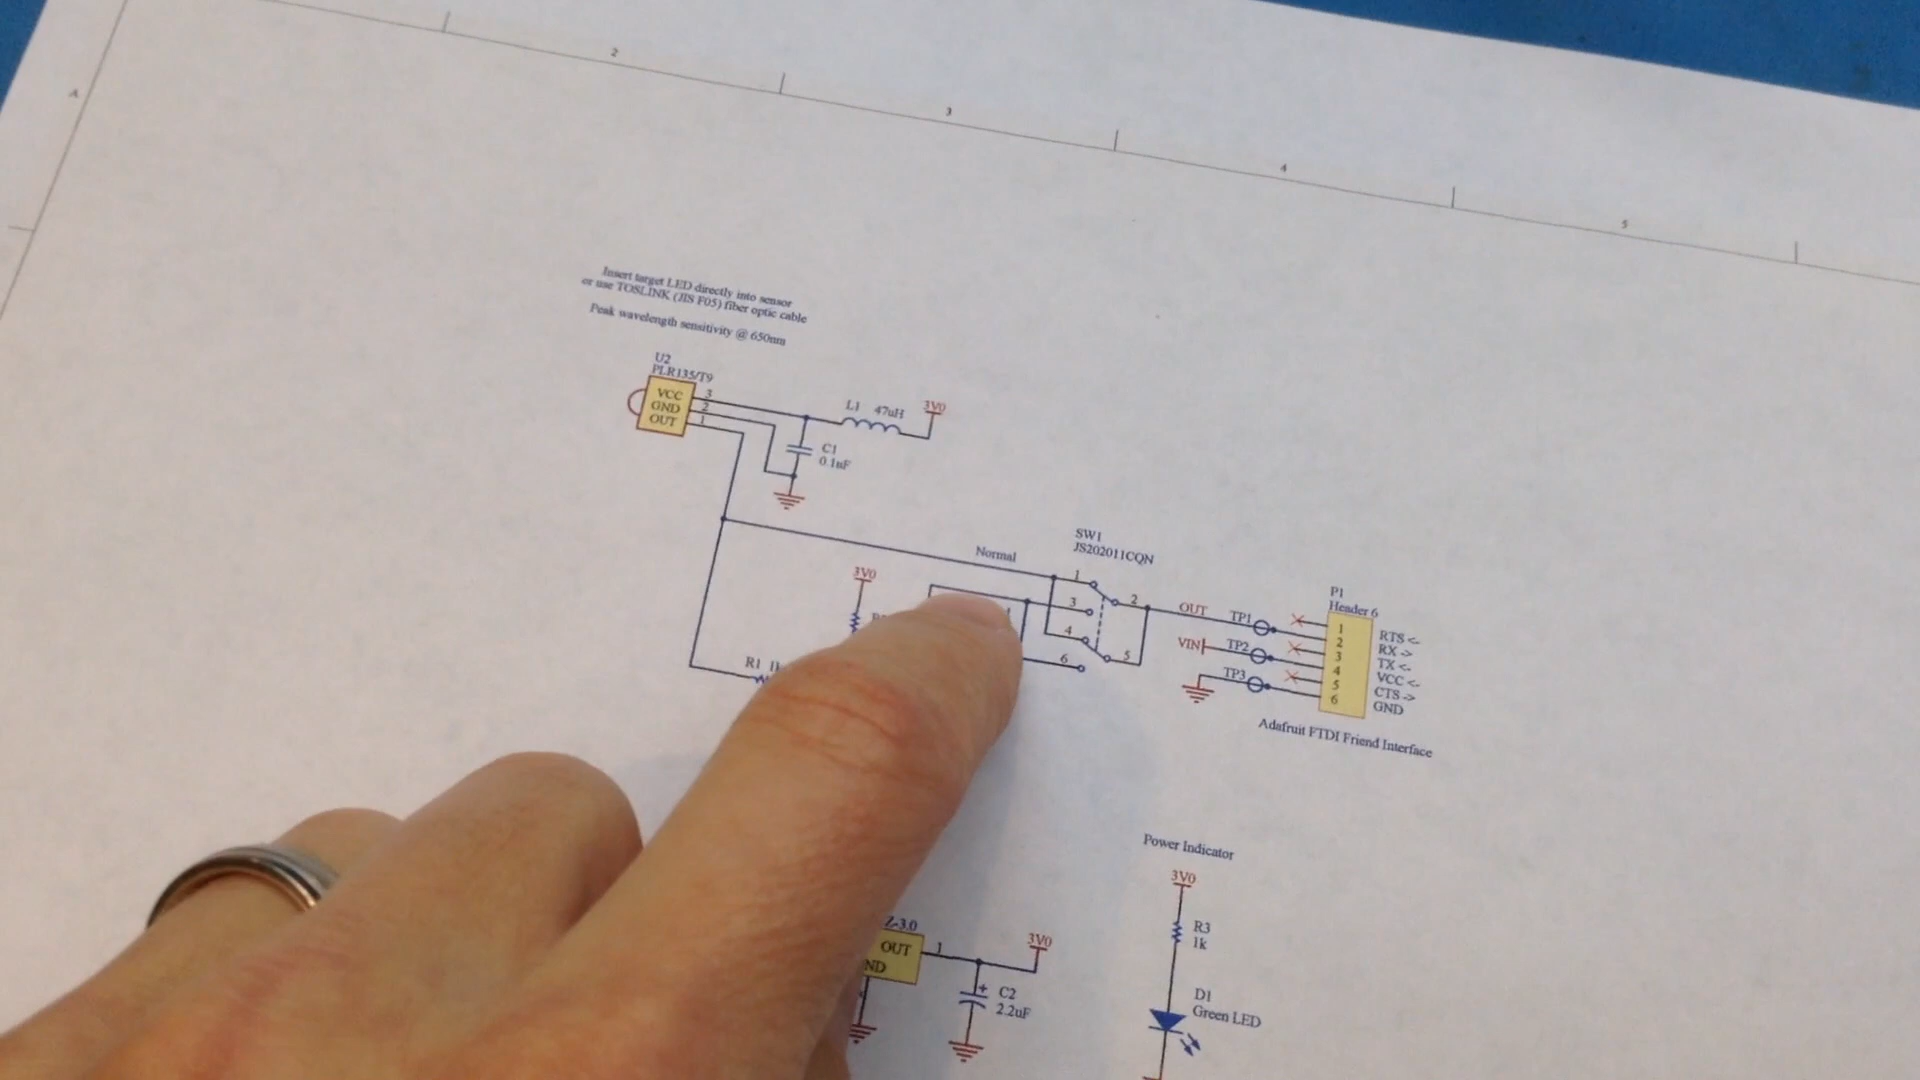 2
3
4
5
A
Insert target LED directly into sensor
or use TOSLINK (JIS F05) fiber optic cable
Peak wavelength sensitivity @ 650nm
U2
PLR135/T9
VCC 3
GND 2
OUT 1
L1 47uH 3V0
C1
0.1uF
Normal
SW1
JS202011CQN
1
2
3
4
5
6
3V0
R1
OUT TP1
VIN TP2
TP3
P1
Header 6
1
2
3
4
5
6
RTS <-
RX ->
TX <-
VCC <-
CTS ->
GND
Adafruit FTDI Friend Interface
Power Indicator
3V0
R3
1k
D1
Green LED
Z-3.0
OUT 1
ND
3V0
C2
2.2uF